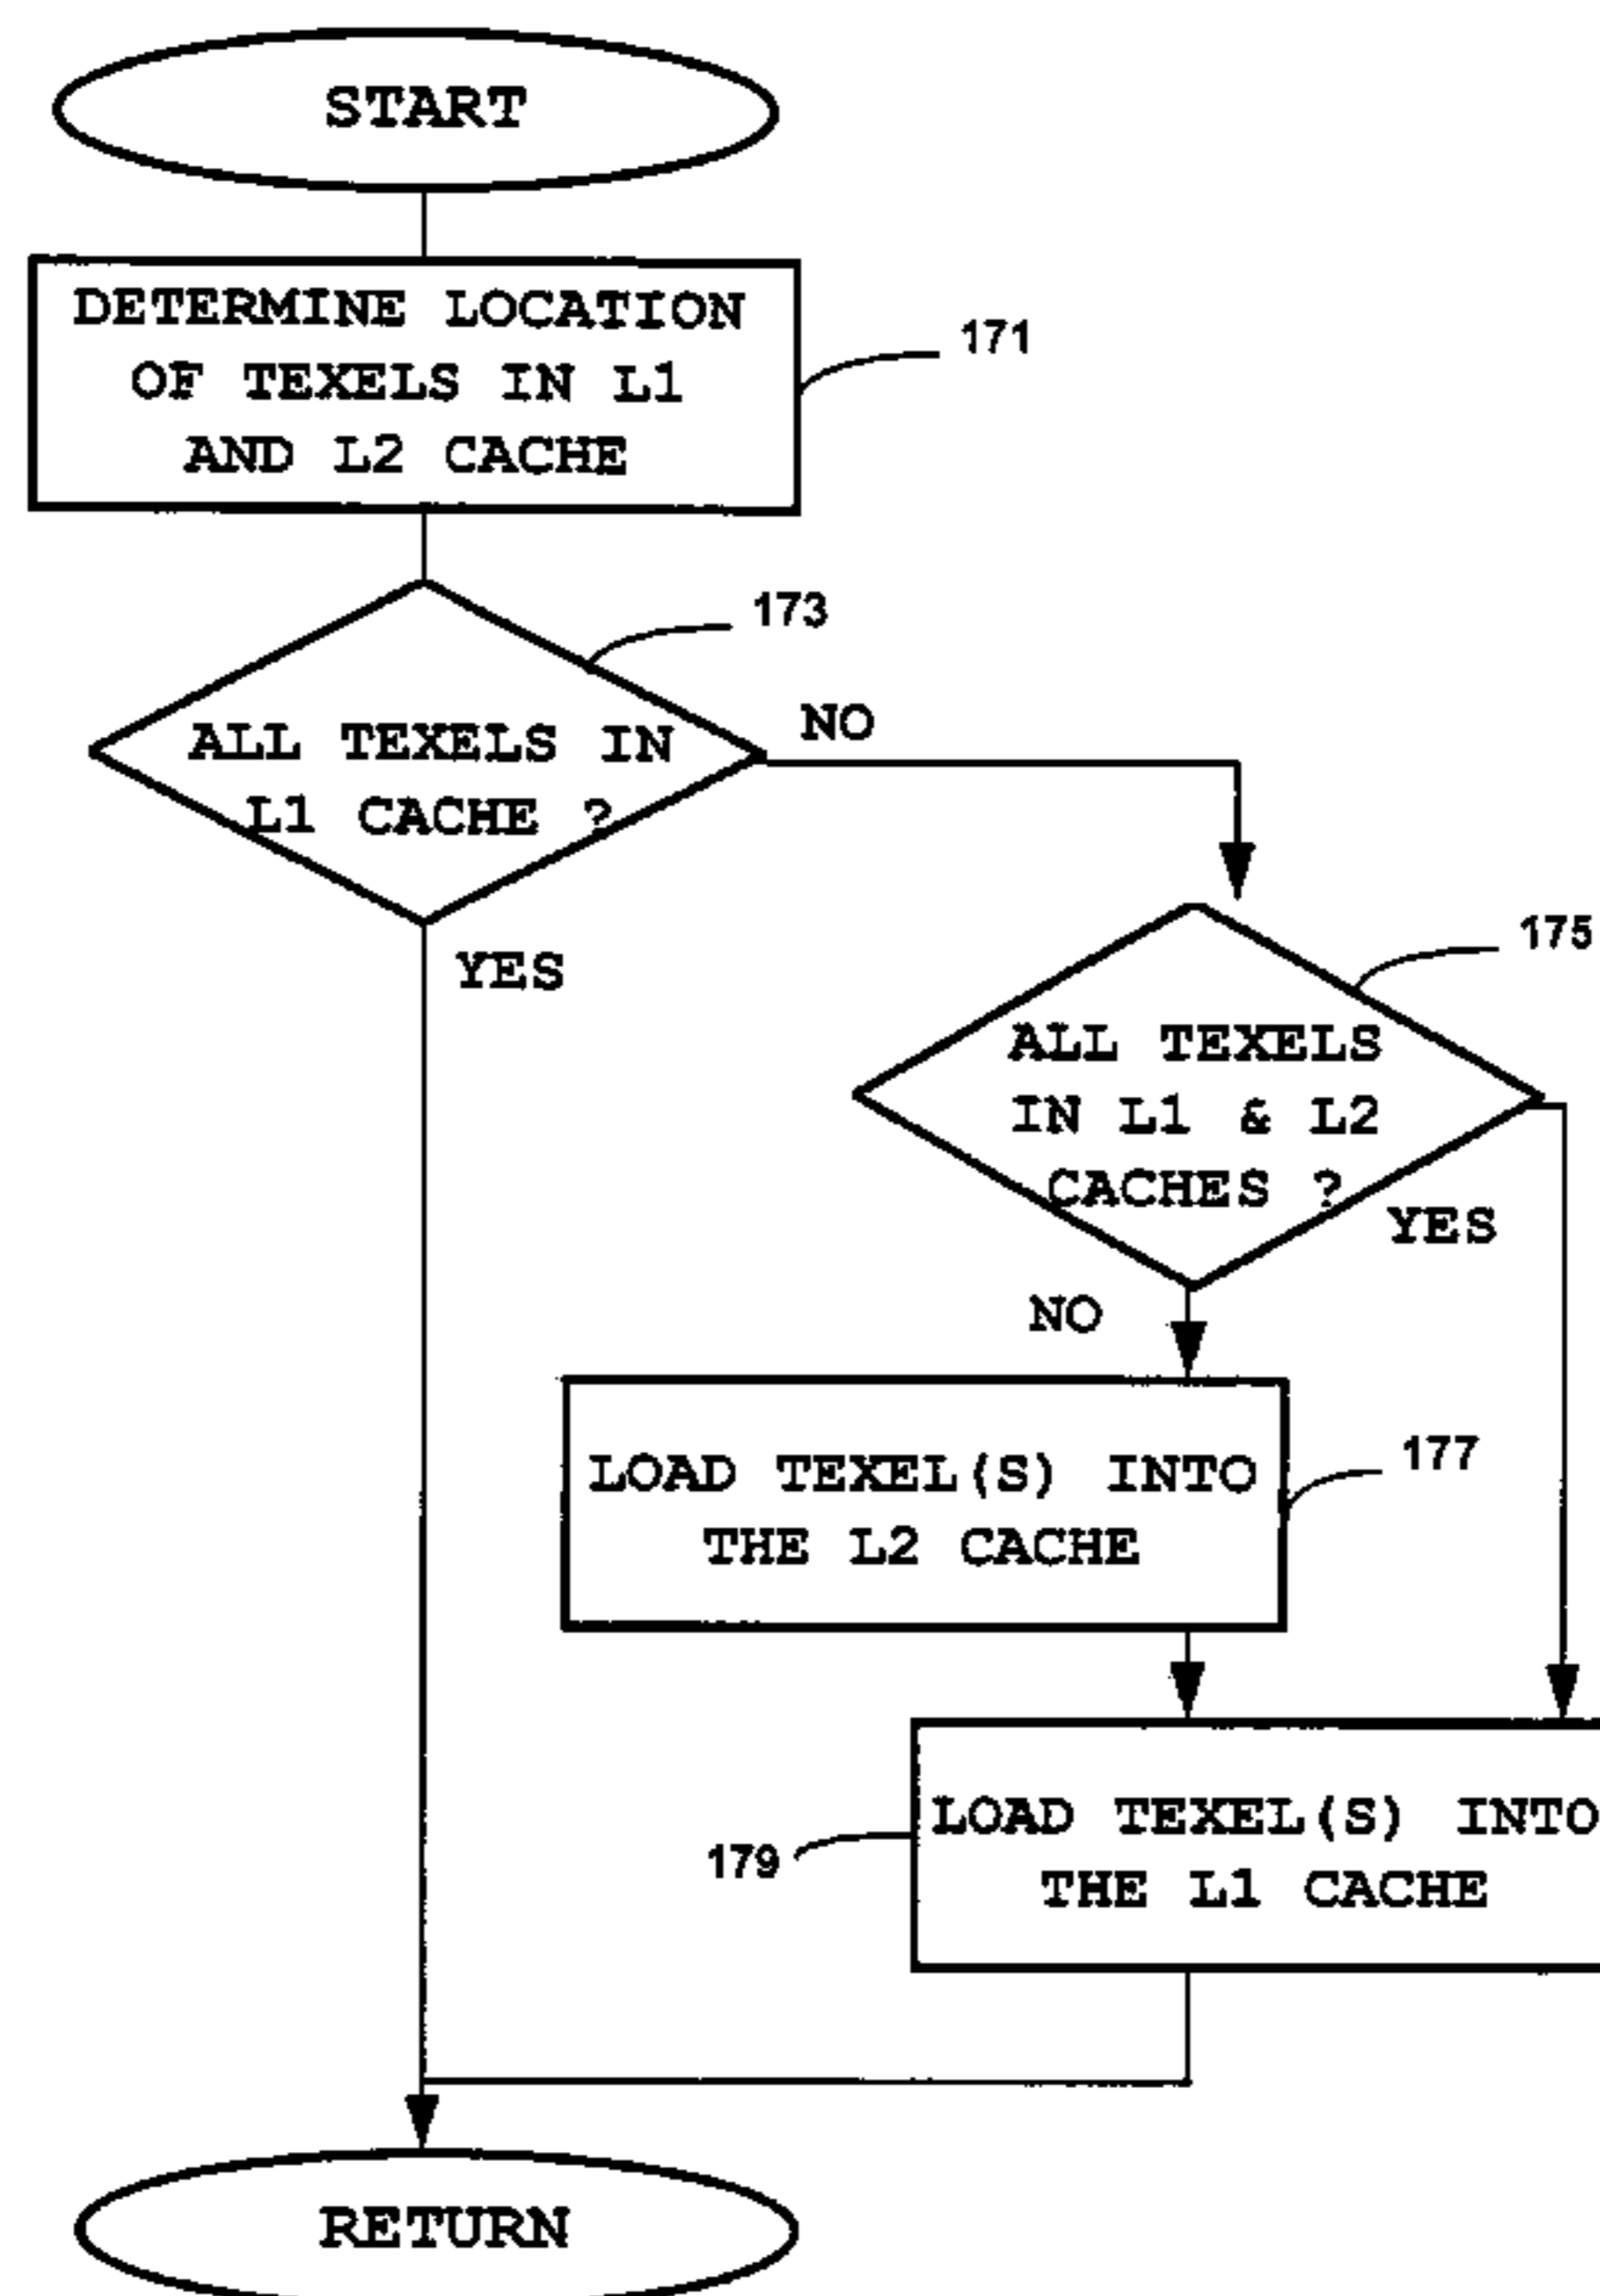 START
DETERMINE LOCATION
OF TEXELS IN L1
AND L2 CACHE
171
173
ALL TEXELS IN
L1 CACHE ?
NO
YES
175
ALL TEXELS
IN L1 & L2
CACHES ?
YES
NO
LOAD TEXEL(S) INTO
THE L2 CACHE
177
LOAD TEXEL(S) INTO
THE L1 CACHE
179
RETURN